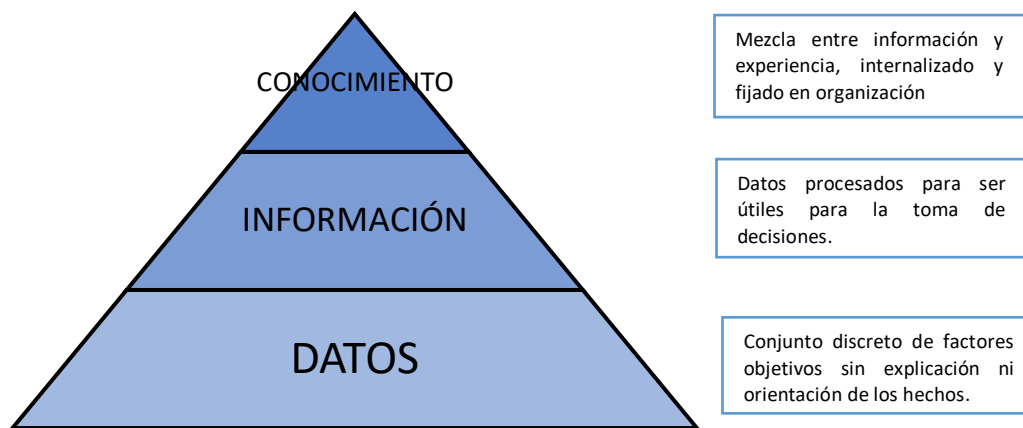 CONOCIMIENTO
Mezcla entre información y
experiencia, internalizado y
fijado en organización
INFORMACIÓN
Datos procesados para ser
útiles para la toma de
decisiones.
DATOS
Conjunto discreto de factores
objetivos sin explicación ni
orientación de los hechos.